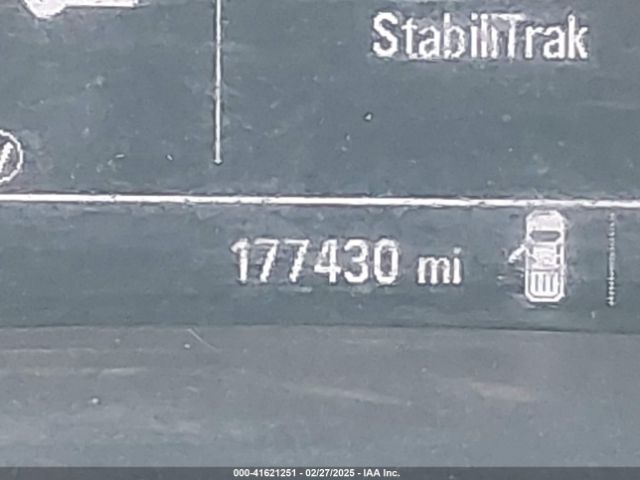 StabiliTrak
177430 mi
000-41621251 - 02/27/2025 - IAA Inc.